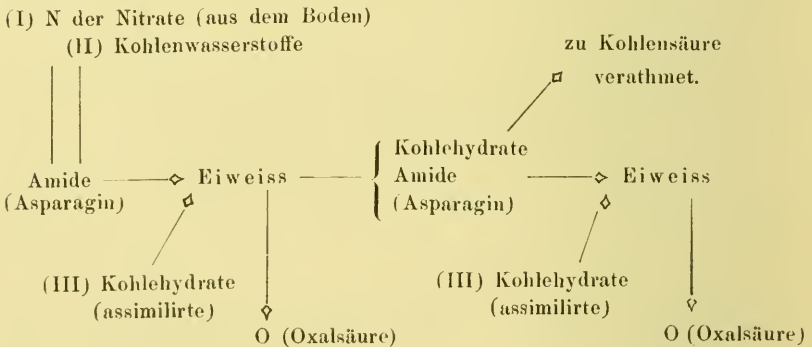 (I) N der Nitrate (aus dem Boden)
(II) Kohlenwasserstoffe
zu Kohlensäure
verathmet.
Amide
(Asparagin)
Eiweiss
Kohlehydrate
Amide
(Asparagin)
Eiweiss
(III) Kohlehydrate
(assimilirte)
(III) Kohlehydrate
(assimilirte)
O (Oxalsäure)
O (Oxalsäure)